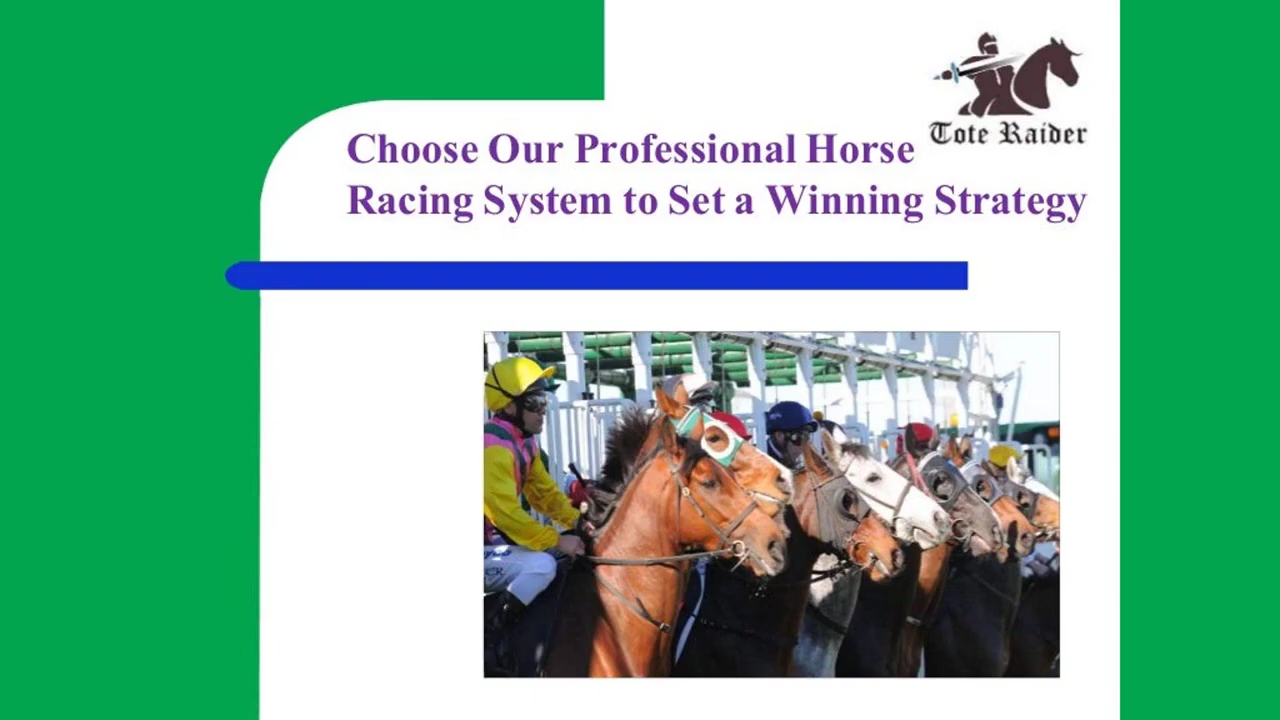 Tote Raider
Choose Our Professional Horse
Racing System to Set a Winning Strategy